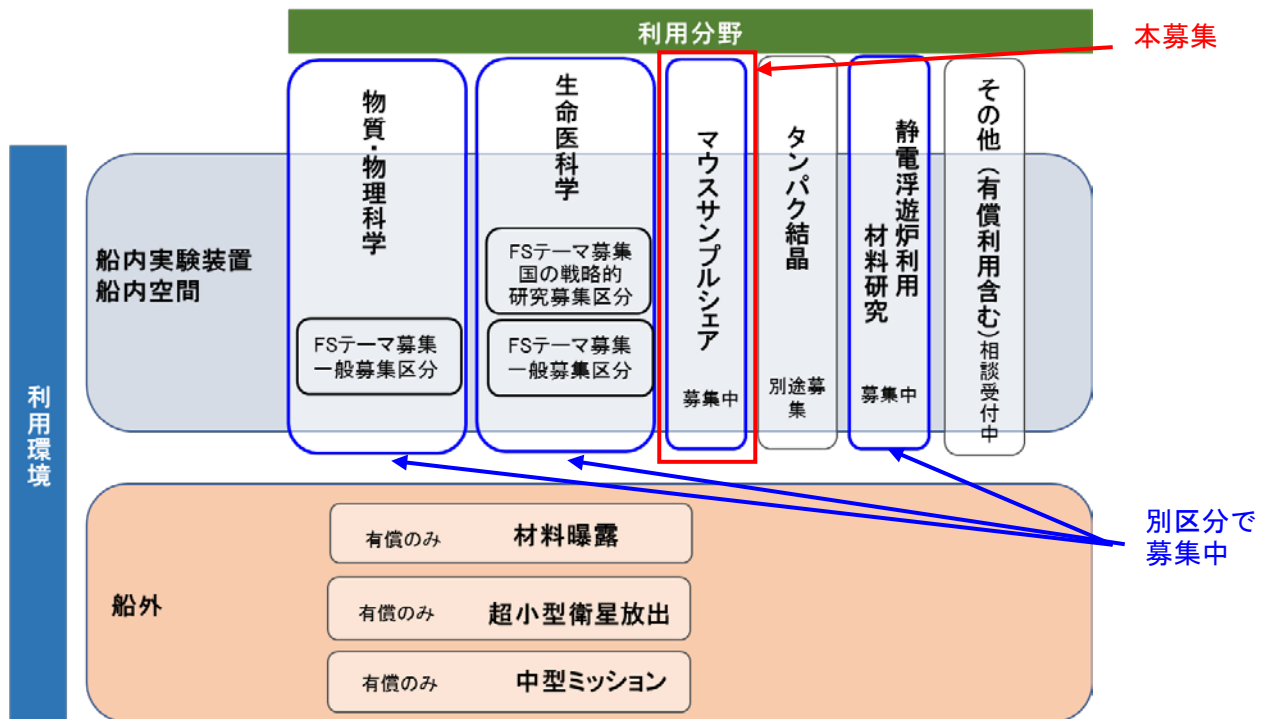 利用分野
本募集
物質・物理科学
生命医科学
マウスサンプルシェア
タンパク結晶
静電浮遊炉利用
材料研究
その他（有償利用含む）相談受付中
利用環境
船内実験装置
船内空間
FSテーマ募集
一般募集区分
FSテーマ募集
国の戦略的
研究募集区分
FSテーマ募集
一般募集区分
募集中
別途募
集
募集中
別区分で
募集中
船外
有償のみ 材料曝露
有償のみ 超小型衛星放出
有償のみ 中型ミッション